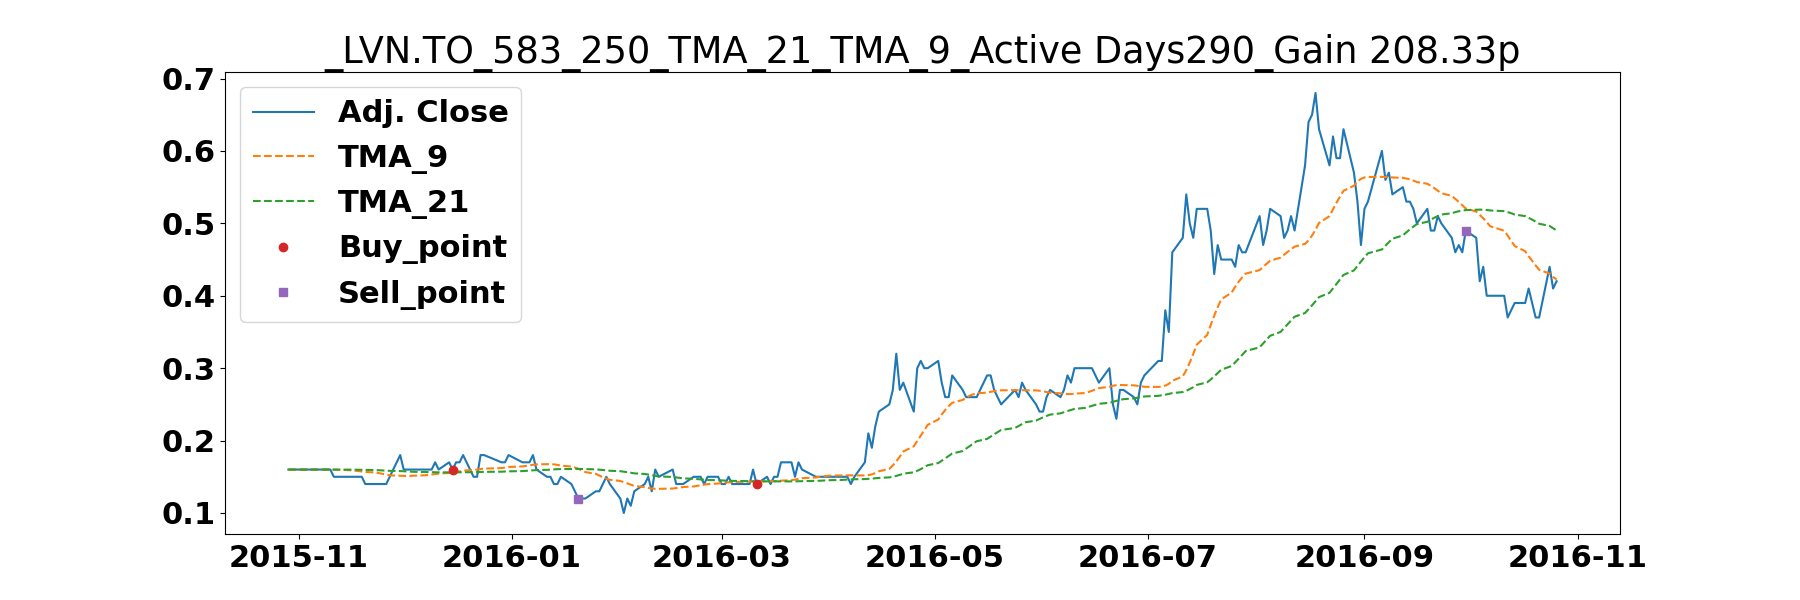 _LVN.TO_583_250_TMA_21_TMA_9_Active Days290_Gain 208.33p
0.7
0.6
0.5
0.4
0.3
0.2
0.1
Adj. Close
TMA_9
TMA_21
Buy_point
Sell_point
2015-11 2016-01 2016-03 2016-05 2016-07 2016-09 2016-11